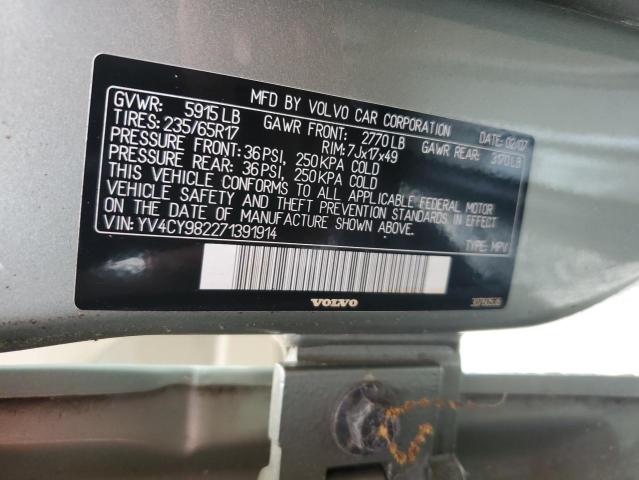 MFD BY VOLVO CAR CORPORATION
GVWR: 5915 LB DATE: 02/07
TIRES: 235/65R17 GAWR FRONT: 2770 LB GAWR REAR: 3170 LB
RIM: 7Jx17x49
PRESSURE FRONT: 36 PSI, 250 KPA COLD
PRESSURE REAR: 36 PSI, 250 KPA COLD
THIS VEHICLE CONFORMS TO ALL APPLICABLE FEDERAL MOTOR
VEHICLE SAFETY AND THEFT PREVENTION STANDARDS IN EFFECT
ON THE DATE OF MANUFACTURE SHOWN ABOVE.
VIN: YV4CY982271391914 TYPE: MPV
VOLVO